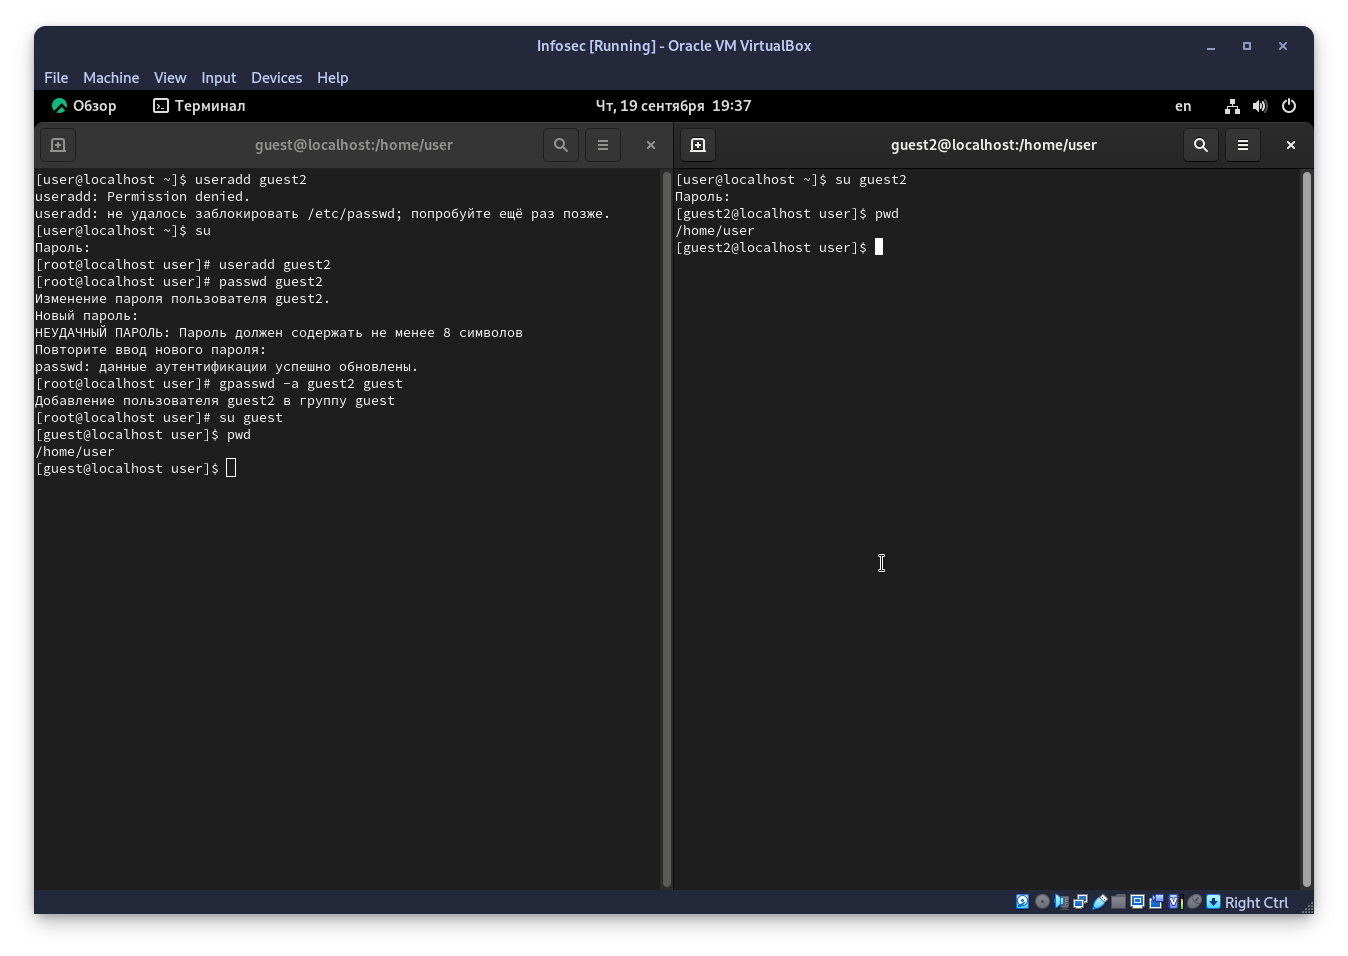 Infosec [Running] - Oracle VM VirtualBox
File Machine View Input Devices Help
Обзор Терминал Чт, 19 сентября 19:37 en
guest@localhost:/home/user
[user@localhost ~]$ useradd guest2
useradd: Permission denied.
useradd: не удалось заблокировать /etc/passwd; попробуйте ещё раз позже.
[user@localhost ~]$ su
Пароль:
[root@localhost user]# useradd guest2
[root@localhost user]# passwd guest2
Изменение пароля пользователя guest2.
Новый пароль:
НЕУДАЧНЫЙ ПАРОЛЬ: Пароль должен содержать не менее 8 символов
Повторите ввод нового пароля:
passwd: данные аутентификации успешно обновлены.
[root@localhost user]# gpasswd -a guest2 guest
Добавление пользователя guest2 в группу guest
[root@localhost user]# su guest
[guest@localhost user]$ pwd
/home/user
[guest@localhost user]$
guest2@localhost:/home/user
[user@localhost ~]$ su guest2
Пароль:
[guest2@localhost user]$ pwd
/home/user
[guest2@localhost user]$
Right Ctrl